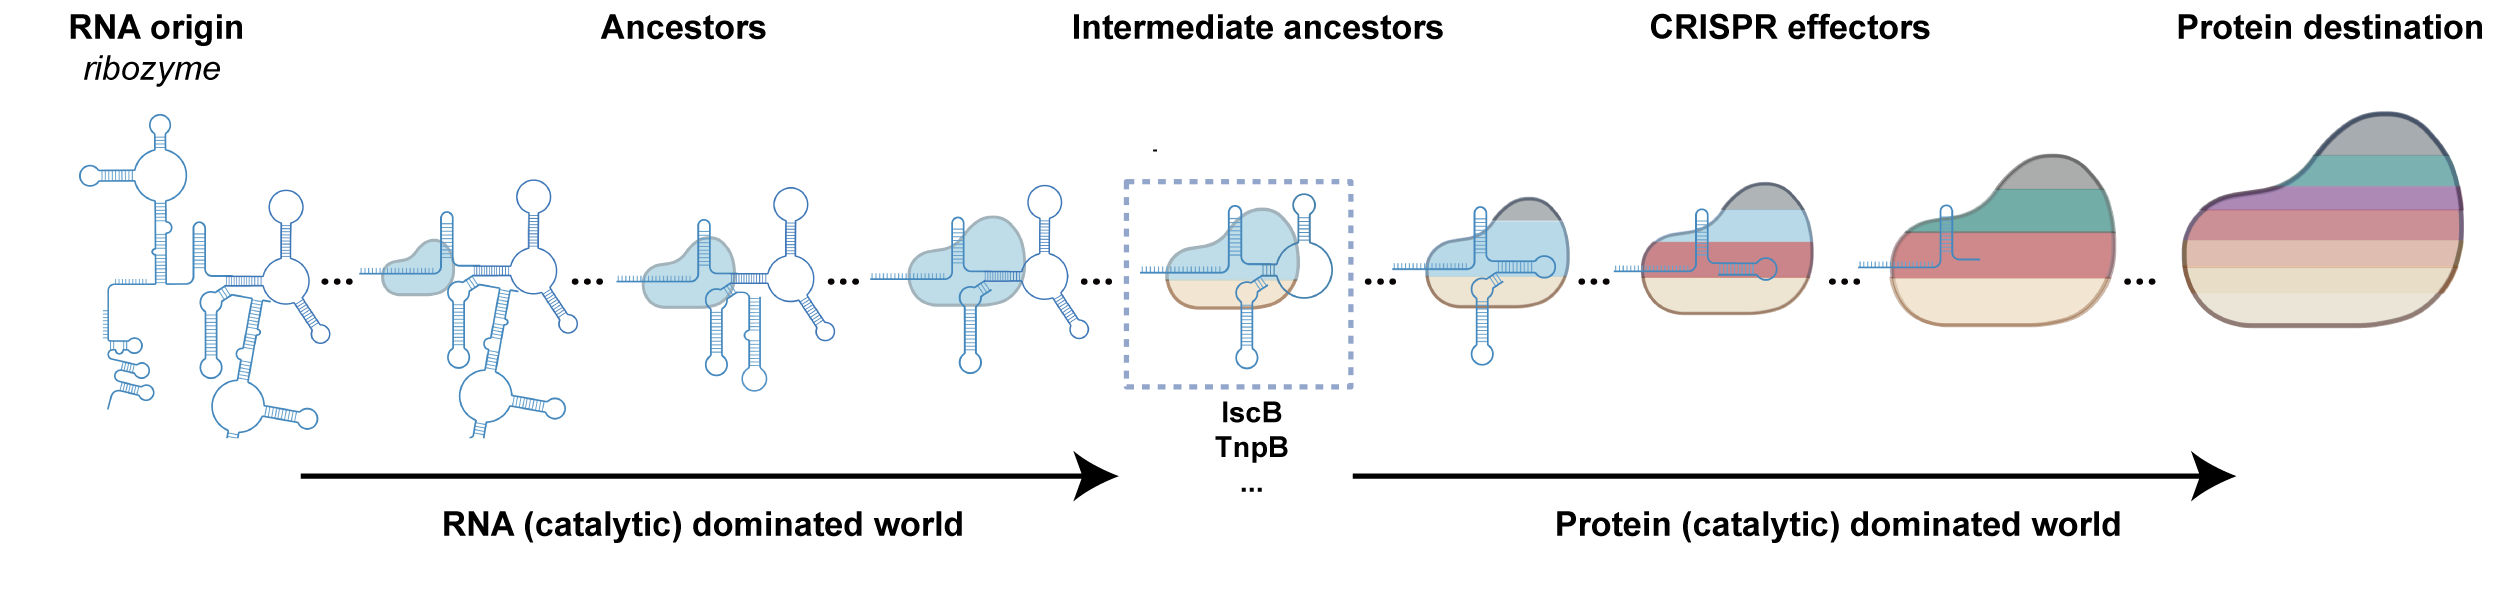 RNA origin
ribozyme
Ancestors
Intermediate ancestors
CRISPR effectors
Protein destination
IscB
TnpB
...
RNA (catalytic) dominated world
Protein (catalytic) dominated world